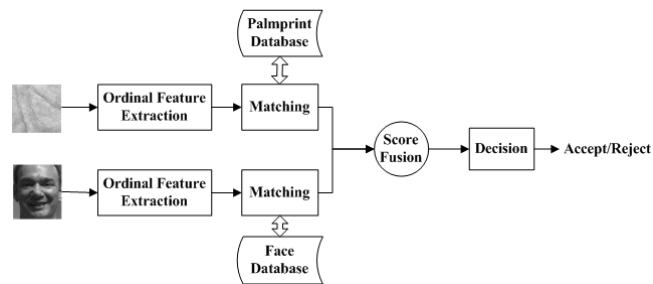 Palmprint
Database
Ordinal Feature
Extraction
Matching
Score
Fusion
Decision
Accept/Reject
Ordinal Feature
Extraction
Matching
Face
Database